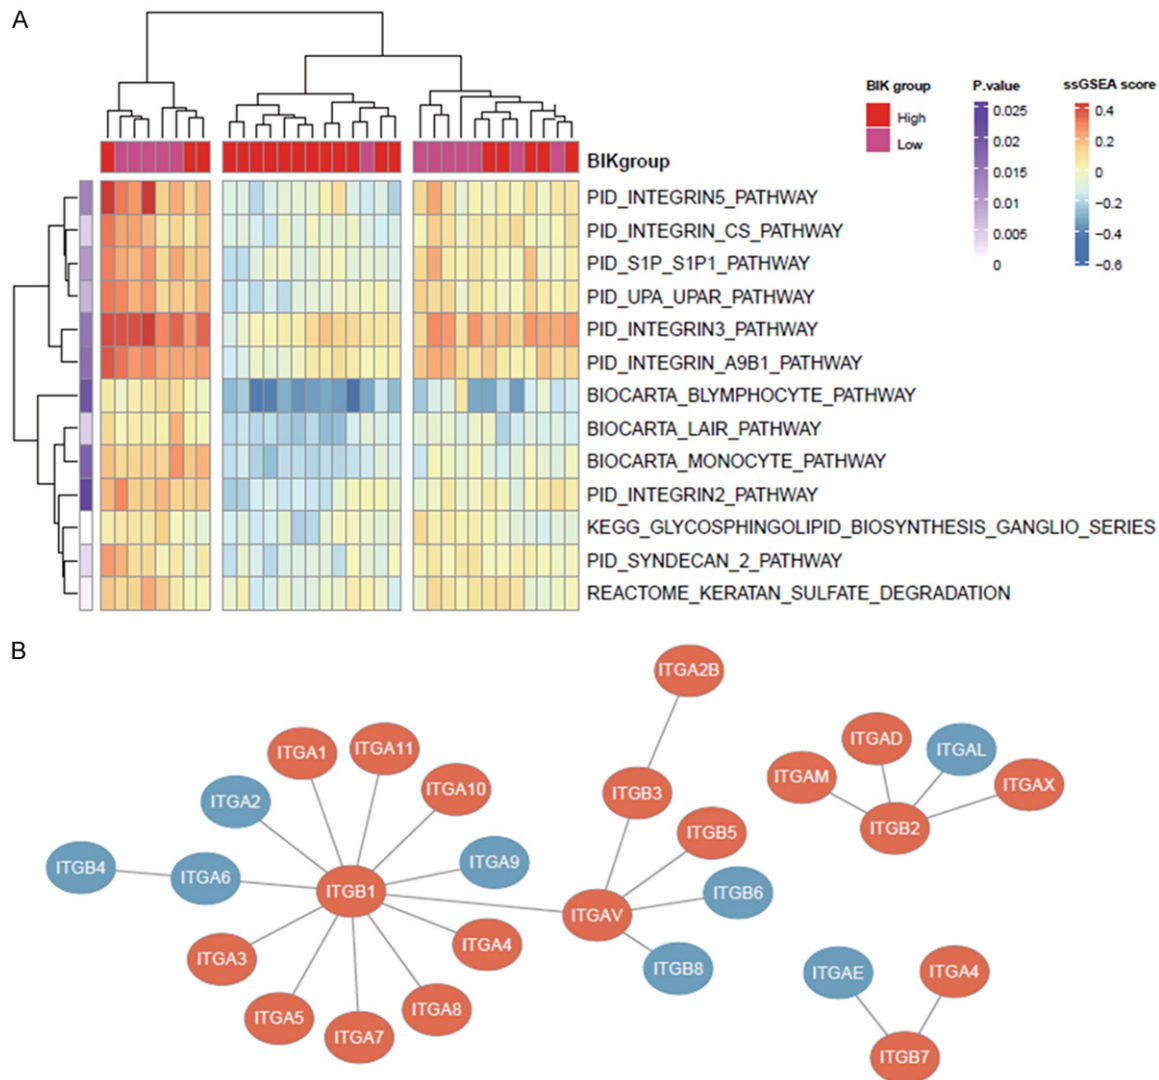 A
BIK group
High
Low
P.value
0.025
0.02
0.015
0.01
0.005
0
ssGSEA score
0.4
0.2
0
−0.2
−0.4
−0.6
BIKgroup
PID_INTEGRIN5_PATHWAY
PID_INTEGRIN_CS_PATHWAY
PID_S1P_S1P1_PATHWAY
PID_UPA_UPAR_PATHWAY
PID_INTEGRIN3_PATHWAY
PID_INTEGRIN_A9B1_PATHWAY
BIOCARTA_BLYMPHOCYTE_PATHWAY
BIOCARTA_LAIR_PATHWAY
BIOCARTA_MONOCYTE_PATHWAY
PID_INTEGRIN2_PATHWAY
KEGG_GLYCOSPHINGOLIPID_BIOSYNTHESIS_GANGLIO_SERIES
PID_SYNDECAN_2_PATHWAY
REACTOME_KERATAN_SULFATE_DEGRADATION
B
ITGA1
ITGA11
ITGA2
ITGA10
ITGB4
ITGA6
ITGB1
ITGA9
ITGA3
ITGA4
ITGA5
ITGA7
ITGA8
ITGA2B
ITGB3
ITGB5
ITGAV
ITGB6
ITGB8
ITGAD
ITGAL
ITGAM
ITGAX
ITGB2
ITGAE
ITGA4
ITGB7